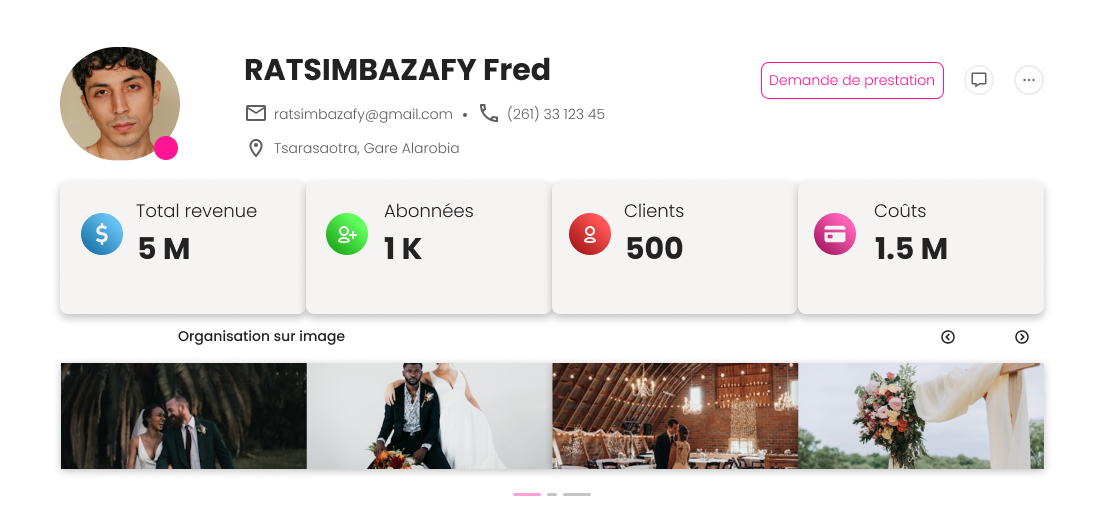 RATSIMBAZAFY Fred
Demande de prestation
ratsimbazafy@gmail.com • (261) 33 123 45
Tsarasaotra, Gare Alarobia
Total revenue
5 M
Abonnées
1 K
Clients
500
Coûts
1.5 M
Organisation sur image